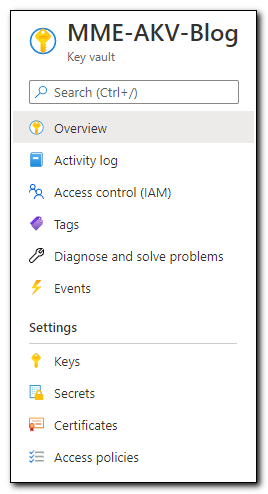 MME-AKV-Blog
Key vault
Search (Ctrl+/)
Overview
Activity log
Access control (IAM)
Tags
Diagnose and solve problems
Events
Settings
Keys
Secrets
Certificates
Access policies